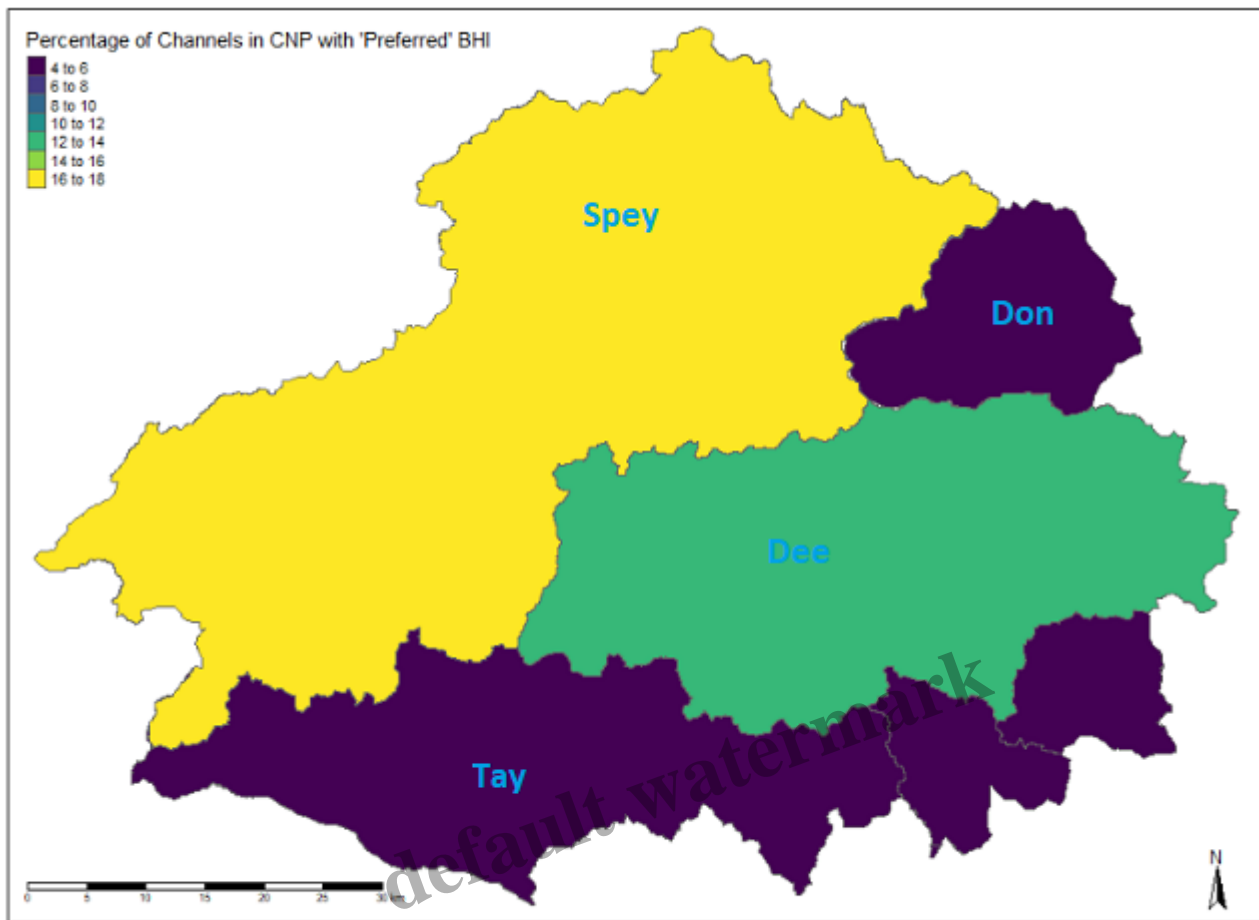 Percentage of Channels in CNP with 'Preferred' BHI
4 to 6
6 to 8
8 to 10
10 to 12
12 to 14
14 to 16
16 to 18
Spey
Don
Dee
Tay
default watermark
0 5 10 15 20 25 30 km
N